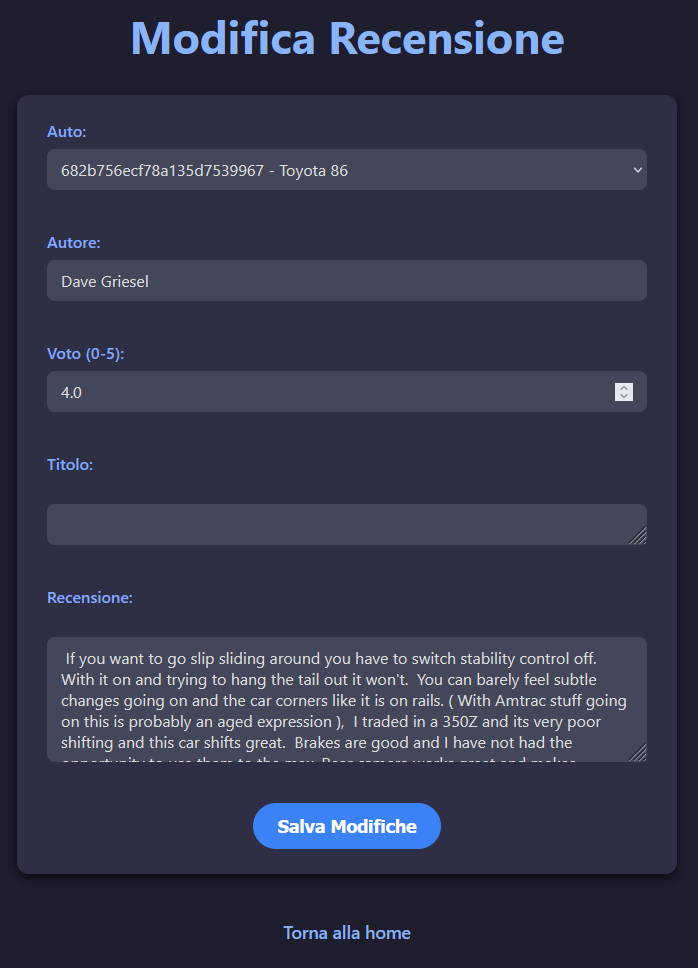 Modifica Recensione
Auto:
682b756ecf78a135d7539967 - Toyota 86
Autore:
Dave Griesel
Voto (0-5):
4.0
Titolo:
Recensione:
If you want to go slip sliding around you have to switch stability control off.
With it on and trying to hang the tail out it won't.  You can barely feel subtle
changes going on and the car corners like it is on rails. ( With Amtrac stuff going
on this is probably an aged expression ),  I traded in a 350Z and its very poor
shifting and this car shifts great.  Brakes are good and I have not had the
Salva Modifiche
Torna alla home